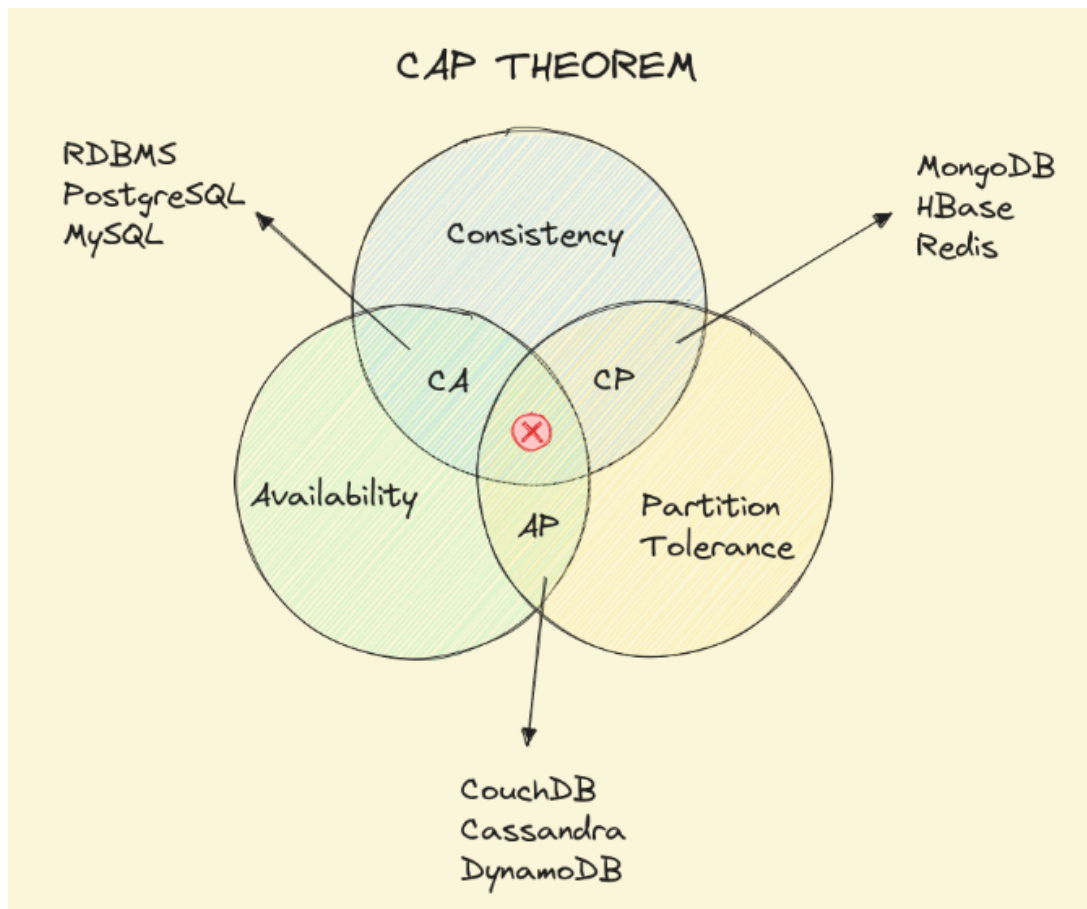 CAP THEOREM
RDBMS
PostgreSQL
MySQL
MongoDB
HBase
Redis
Consistency
CA
CP
X
Availability
AP
Partition
Tolerance
CouchDB
Cassandra
DynamoDB